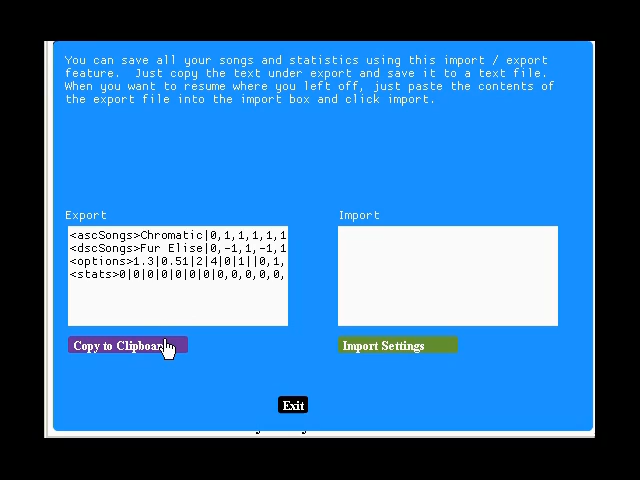 You can save all your songs and statistics using this import / export
feature.  Just copy the text under export and save it to a text file.
When you want to resume where you left off, just paste the contents of
the export file into the import box and click import.
Export
Import
<ascSongs>Chromatic|0,1,1,1,1,1
<dscSongs>Fur Elise|0,-1,1,-1,1
<options>1.3|0.51|2|4|0|1||0,1,
<stats>0|0|0|0|0|0|0|0,0,0,0,
Copy to Clipboard
Import Settings
Exit